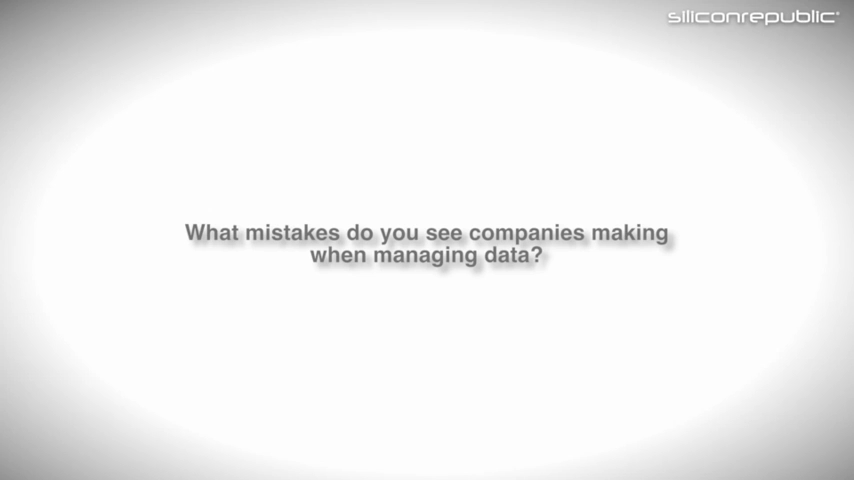 siliconrepublic
What mistakes do you see companies making
when managing data?